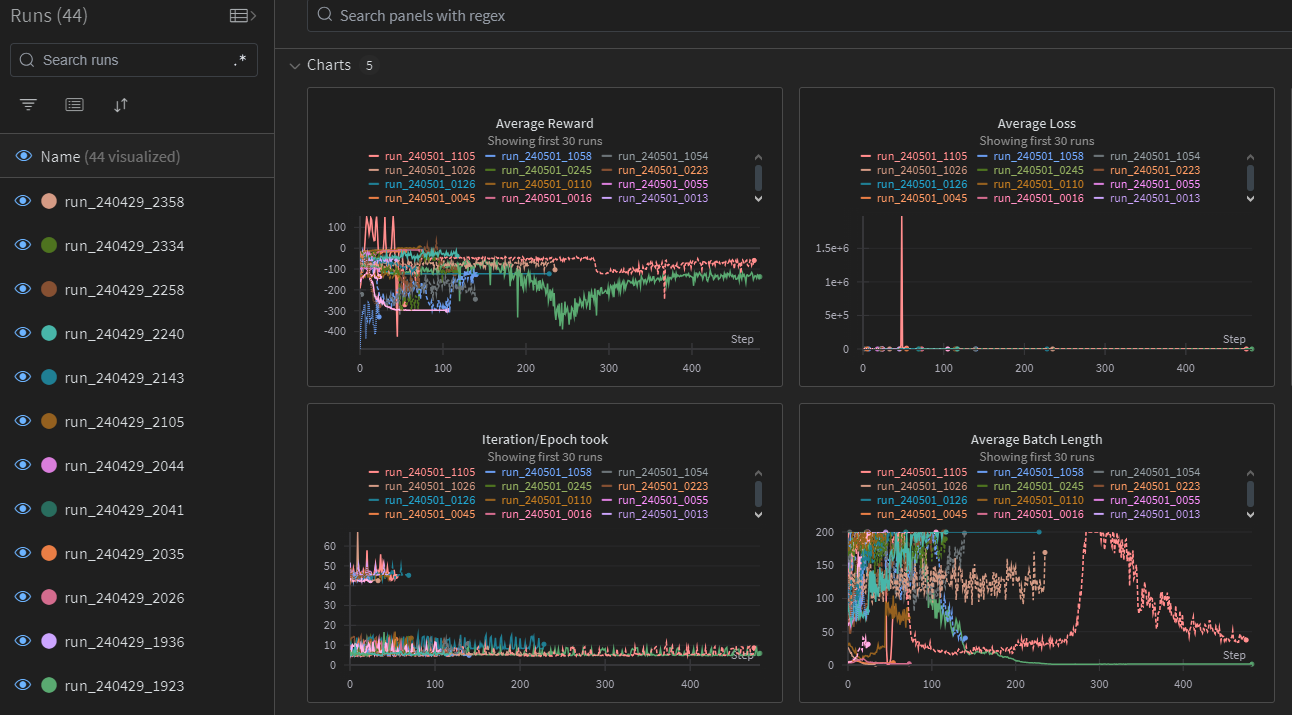 Runs (44)
Search runs
.*
Name (44 visualized)
run_240429_2358
run_240429_2334
run_240429_2258
run_240429_2240
run_240429_2143
run_240429_2105
run_240429_2044
run_240429_2041
run_240429_2035
run_240429_2026
run_240429_1936
run_240429_1923
Search panels with regex
Charts 5
Average Reward
Showing first 30 runs
run_240501_1105 run_240501_1058 run_240501_1054
run_240501_1026 run_240501_0245 run_240501_0223
run_240501_0126 run_240501_0110 run_240501_0055
run_240501_0045 run_240501_0016 run_240501_0013
100
0
-100
-200
-300
-400
Step
0 100 200 300 400
Average Loss
Showing first 30 runs
run_240501_1105 run_240501_1058 run_240501_1054
run_240501_1026 run_240501_0245 run_240501_0223
run_240501_0126 run_240501_0110 run_240501_0055
run_240501_0045 run_240501_0016 run_240501_0013
1.5e+6
1e+6
5e+5
0
Step
0 100 200 300 400
Iteration/Epoch took
Showing first 30 runs
run_240501_1105 run_240501_1058 run_240501_1054
run_240501_1026 run_240501_0245 run_240501_0223
run_240501_0126 run_240501_0110 run_240501_0055
run_240501_0045 run_240501_0016 run_240501_0013
60
50
40
30
20
10
0
Step
0 100 200 300 400
Average Batch Length
Showing first 30 runs
run_240501_1105 run_240501_1058 run_240501_1054
run_240501_1026 run_240501_0245 run_240501_0223
run_240501_0126 run_240501_0110 run_240501_0055
run_240501_0045 run_240501_0016 run_240501_0013
200
150
100
50
0
Step
0 100 200 300 400